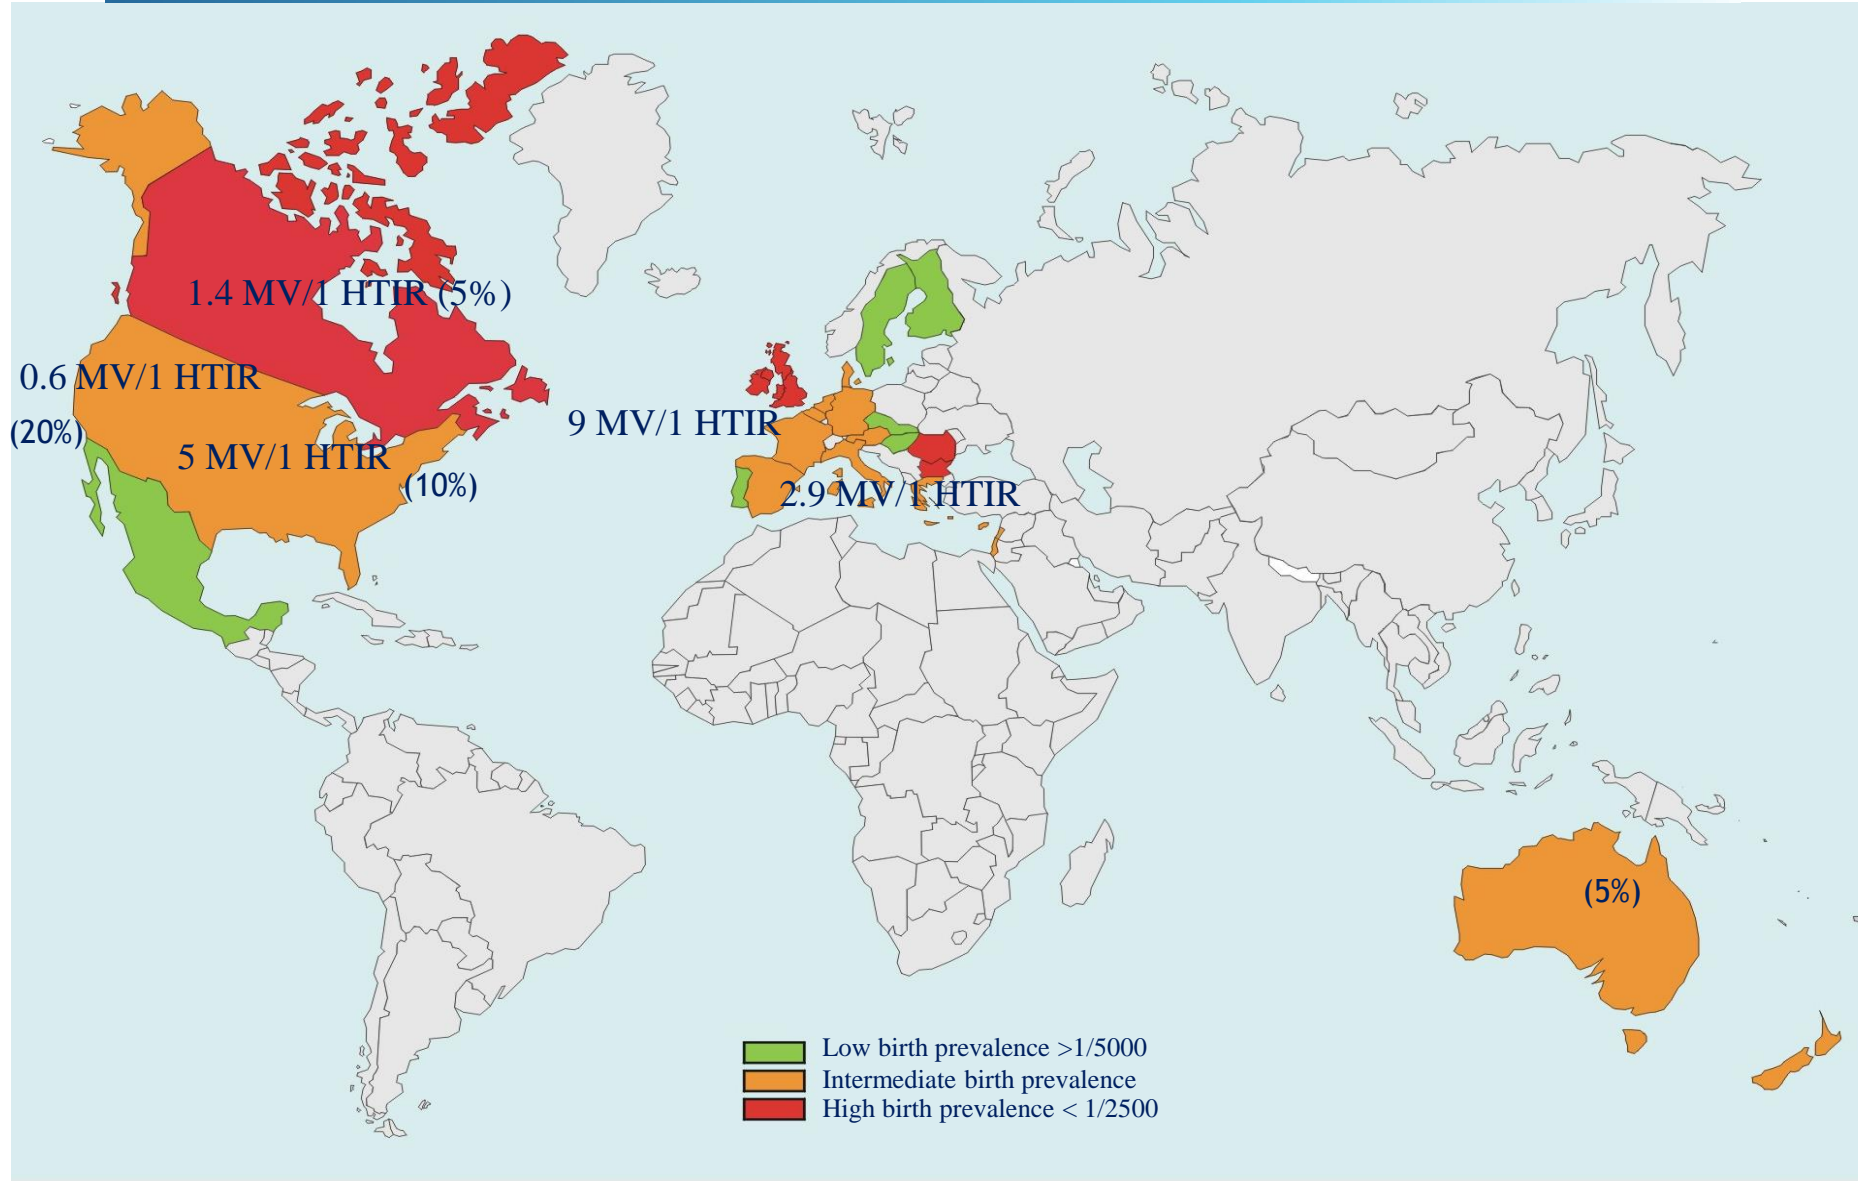 1.4 MV/1 HTIR (5%)
0.6 MV/1 HTIR
(20%)
9 MV/1 HTIR
5 MV/1 HTIR
(10%)
2.9 MV/1 HTIR
(5%)
Low birth prevalence >1/5000
Intermediate birth prevalence
High birth prevalence < 1/2500